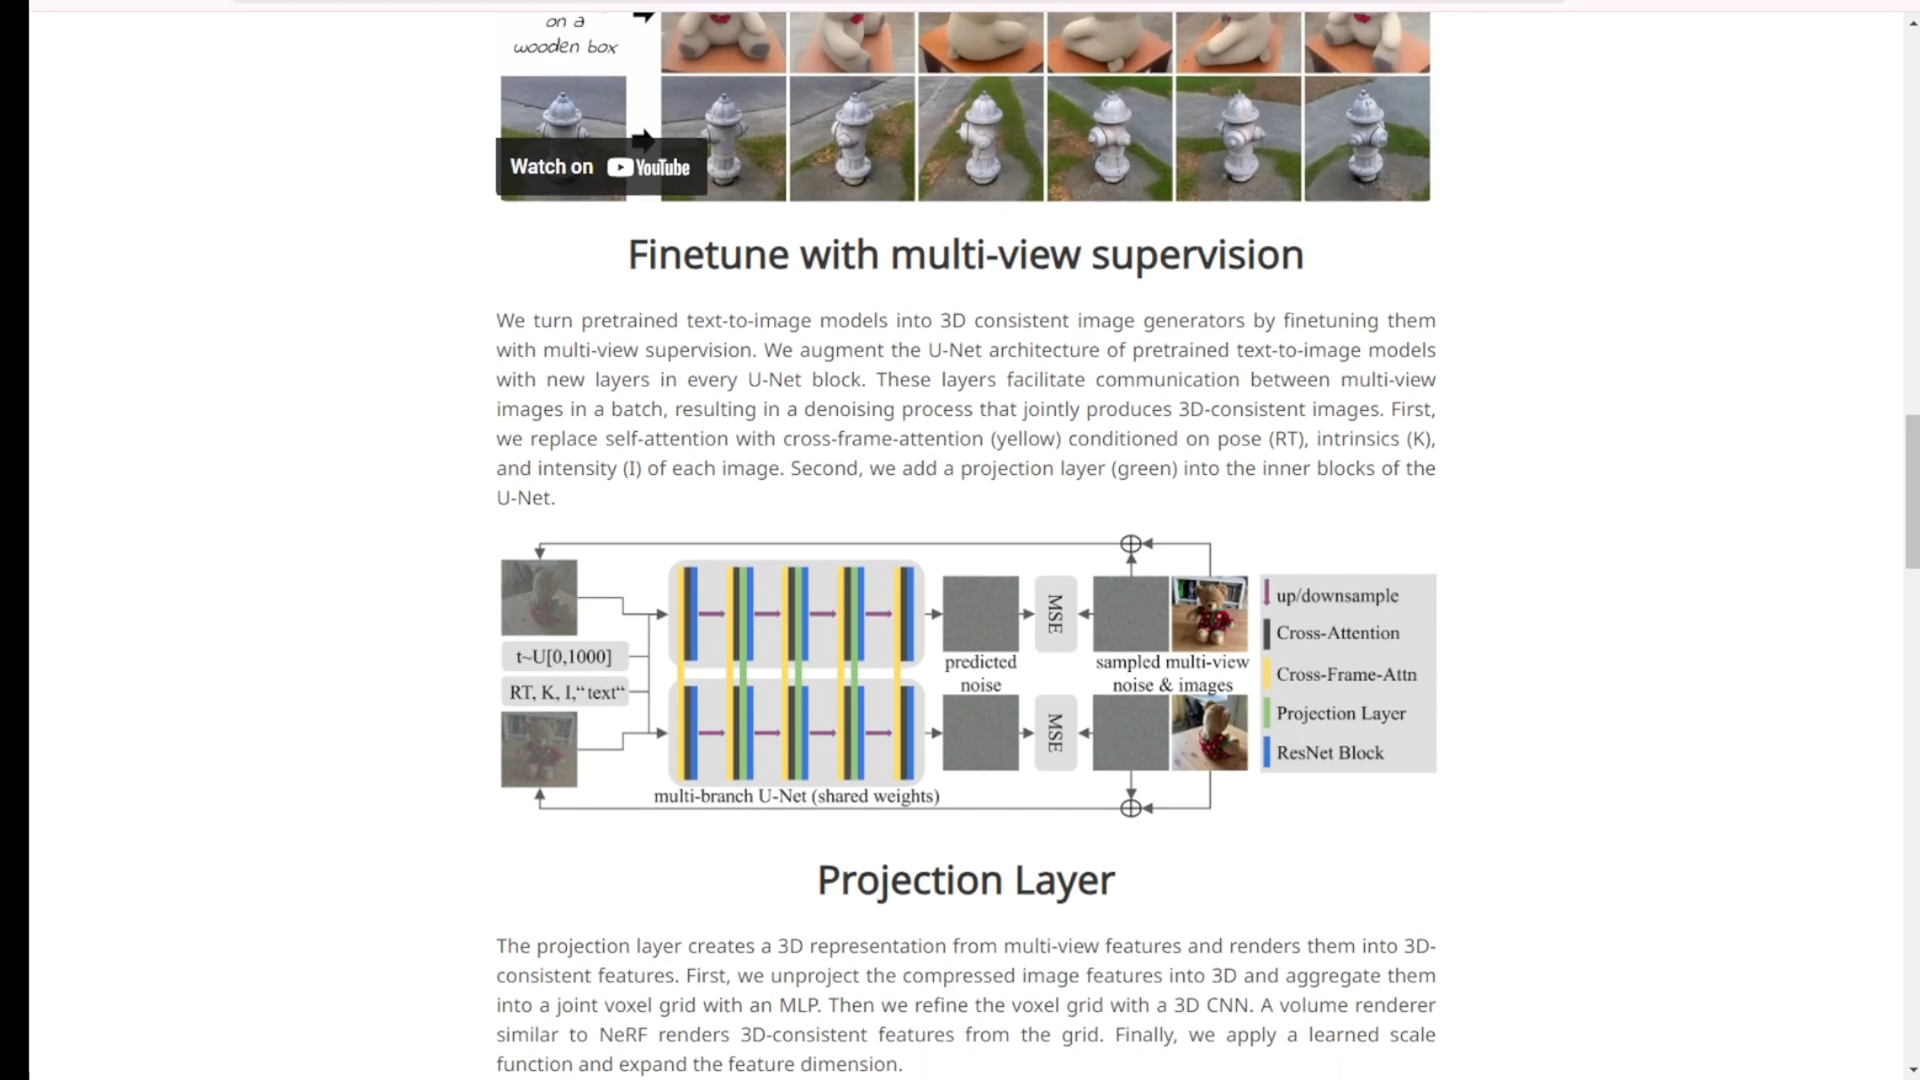 on a
wooden box
Watch on YouTube
Finetune with multi-view supervision
We turn pretrained text-to-image models into 3D consistent image generators by finetuning them
with multi-view supervision. We augment the U-Net architecture of pretrained text-to-image models
with new layers in every U-Net block. These layers facilitate communication between multi-view
images in a batch, resulting in a denoising process that jointly produces 3D-consistent images. First,
we replace self-attention with cross-frame-attention (yellow) conditioned on pose (RT), intrinsics (K),
and intensity (I) of each image. Second, we add a projection layer (green) into the inner blocks of the
U-Net.
t~U[0,1000]
RT, K, I,“text“
multi-branch U-Net (shared weights)
predicted
noise
MSE
MSE
sampled multi-view
noise & images
up/downsample
Cross-Attention
Cross-Frame-Attn
Projection Layer
ResNet Block
Projection Layer
The projection layer creates a 3D representation from multi-view features and renders them into 3D-
consistent features. First, we unproject the compressed image features into 3D and aggregate them
into a joint voxel grid with an MLP. Then we refine the voxel grid with a 3D CNN. A volume renderer
similar to NeRF renders 3D-consistent features from the grid. Finally, we apply a learned scale
function and expand the feature dimension.